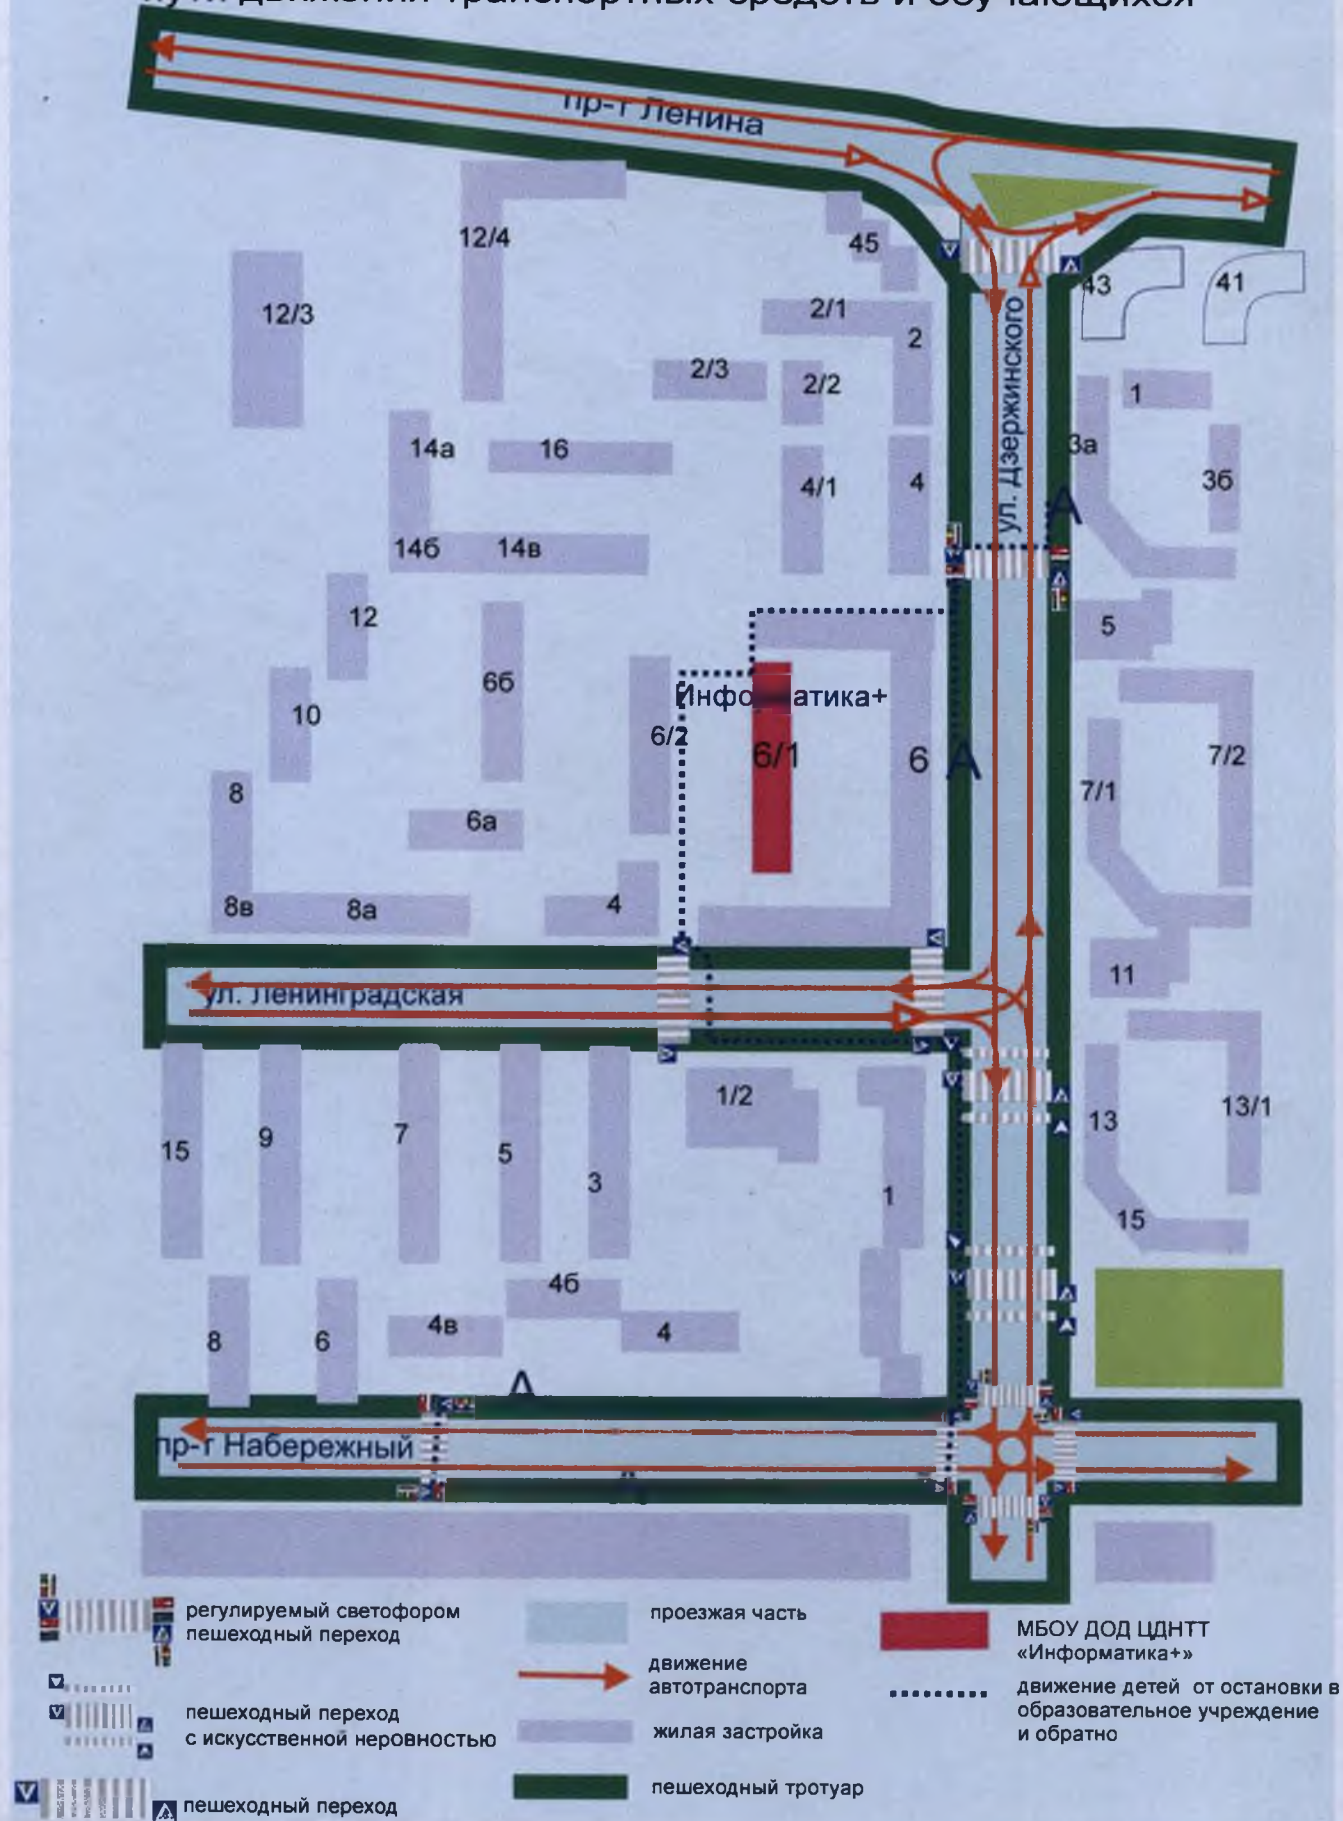 пути движения транспортных средств и обучающихся
пр-т Ленина
12/4
45
12/3
43
41
2/1
2
ул. Дзержинского
2/3
2/2
1
3а
14а
16
4/1
4
3б
А
14б
14в
12
5
6б
Информатика+
10
6/2
6/1
6
А
7/2
8
7/1
6а
8в
8а
4
11
ул. Ленинградская
1/2
13
13/1
15
9
7
5
3
1
15
4б
8
6
4в
4
А
пр-т Набережный
А
регулируемый светофором
пешеходный переход
пешеходный переход
с искусственной неровностью
пешеходный переход
проезжая часть
движение
автотранспорта
жилая застройка
пешеходный тротуар
МБОУ ДОД ЦДНТТ
«Информатика+»
движение детей от остановки в
образовательное учреждение
и обратно